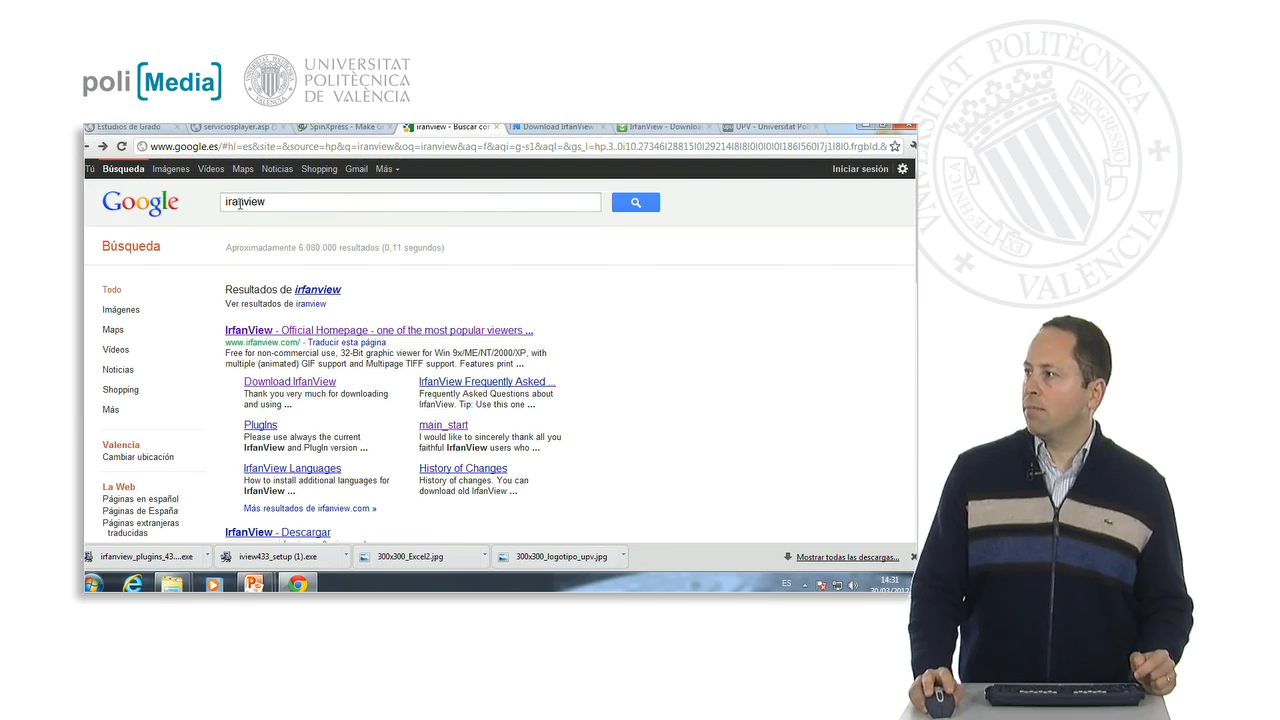 poli [Media]
UNIVERSITAT
POLITÈCNICA
DE VALÈNCIA
UNIVERSITAT POLITÈCNICA
VALÈNCIA
PROGRESSIO
Estudios de Grado
serviciosplayer.asp
SpinXpress - Make G
iranview - Buscar co
Download IrfanView
IrfanView - Downloa
UPV - Universitat Poli
www.google.es/#hl=es&site=&source=hp&q=iranview&oq=iranview&aq=f&aqi=g-s1&aql=&gs_l=hp.3..0i10.27346l28815l0l29214l8l8l0l0l0l0l186l560l7j1l8l0.frgbld.&
Tú Búsqueda Imágenes Vídeos Maps Noticias Shopping Gmail Más
Iniciar sesión
Google
iranview
Búsqueda
Aproximadamente 6.080.000 resultados (0,11 segundos)
Todo
Imágenes
Maps
Vídeos
Noticias
Shopping
Más
Valencia
Cambiar ubicación
La Web
Páginas en español
Páginas de España
Páginas extranjeras
traducidas
Resultados de irfanview
Ver resultados de iranview
IrfanView - Official Homepage - one of the most popular viewers ...
www.irfanview.com/ - Traducir esta página
Free for non-commercial use, 32-Bit graphic viewer for Win 9x/ME/NT/2000/XP, with
multiple (animated) GIF support and Multipage TIFF support. Features print ...
Download IrfanView
Thank you very much for downloading
and using ...
IrfanView Frequently Asked ...
Frequently Asked Questions about
IrfanView. Tip: Use this one ...
PlugIns
Please use always the current
IrfanView and PlugIn version ...
main_start
I would like to sincerely thank all you
faithful IrfanView users who ...
IrfanView Languages
How to install additional languages for
IrfanView ...
History of Changes
History of changes. You can
download old IrfanView ...
Más resultados de irfanview.com »
IrfanView - Descargar
irfanview_plugins_43....exe
iview433_setup (1).exe
300x300_Excel2.jpg
300x300_logotipo_upv.jpg
Mostrar todas las descargas...
ES
14:31